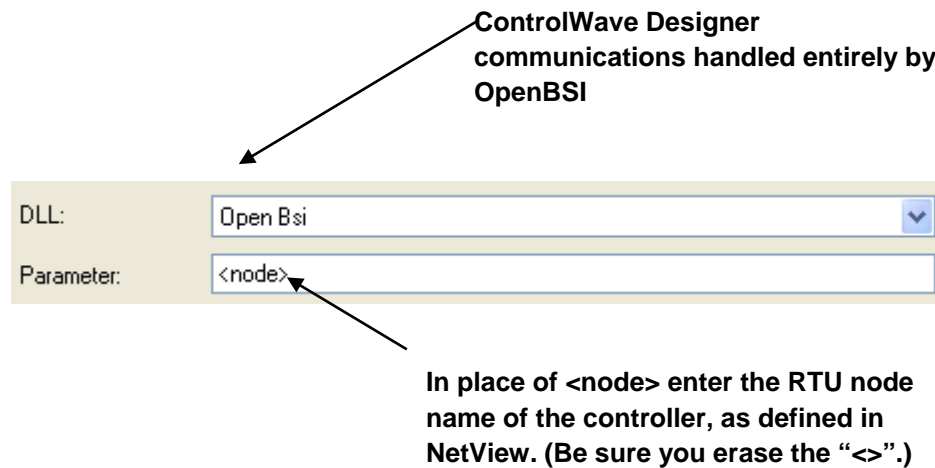 ControlWave Designer
communications handled entirely by
OpenBSI
DLL:
Open Bsi
Parameter:
<node>
In place of <node> enter the RTU node
name of the controller, as defined in
NetView. (Be sure you erase the “<>”.)